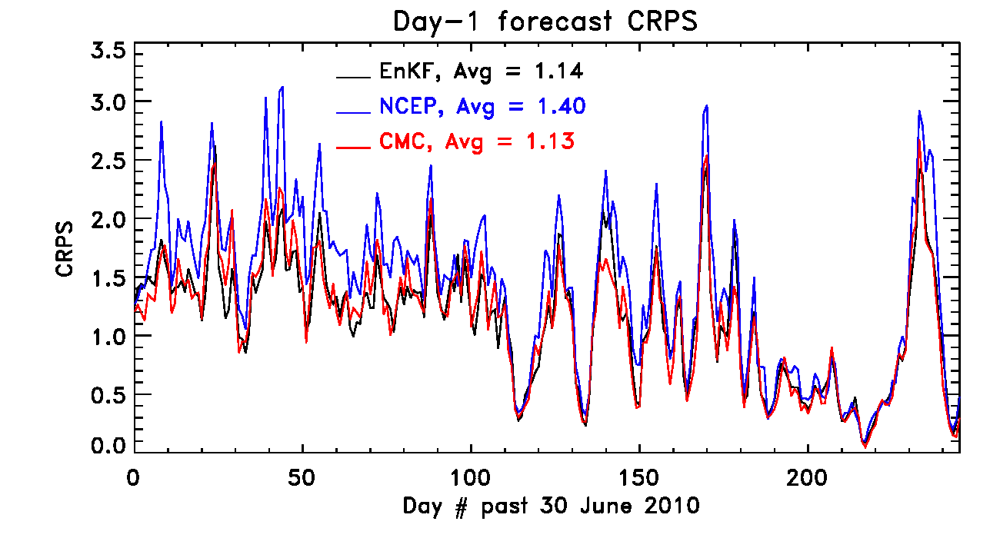 Day-1 forecast CRPS
3.5
3.0
2.5
2.0
1.5
1.0
0.5
0.0
CRPS
EnKF, Avg = 1.14
NCEP, Avg = 1.40
CMC, Avg = 1.13
0 50 100 150 200
Day # past 30 June 2010